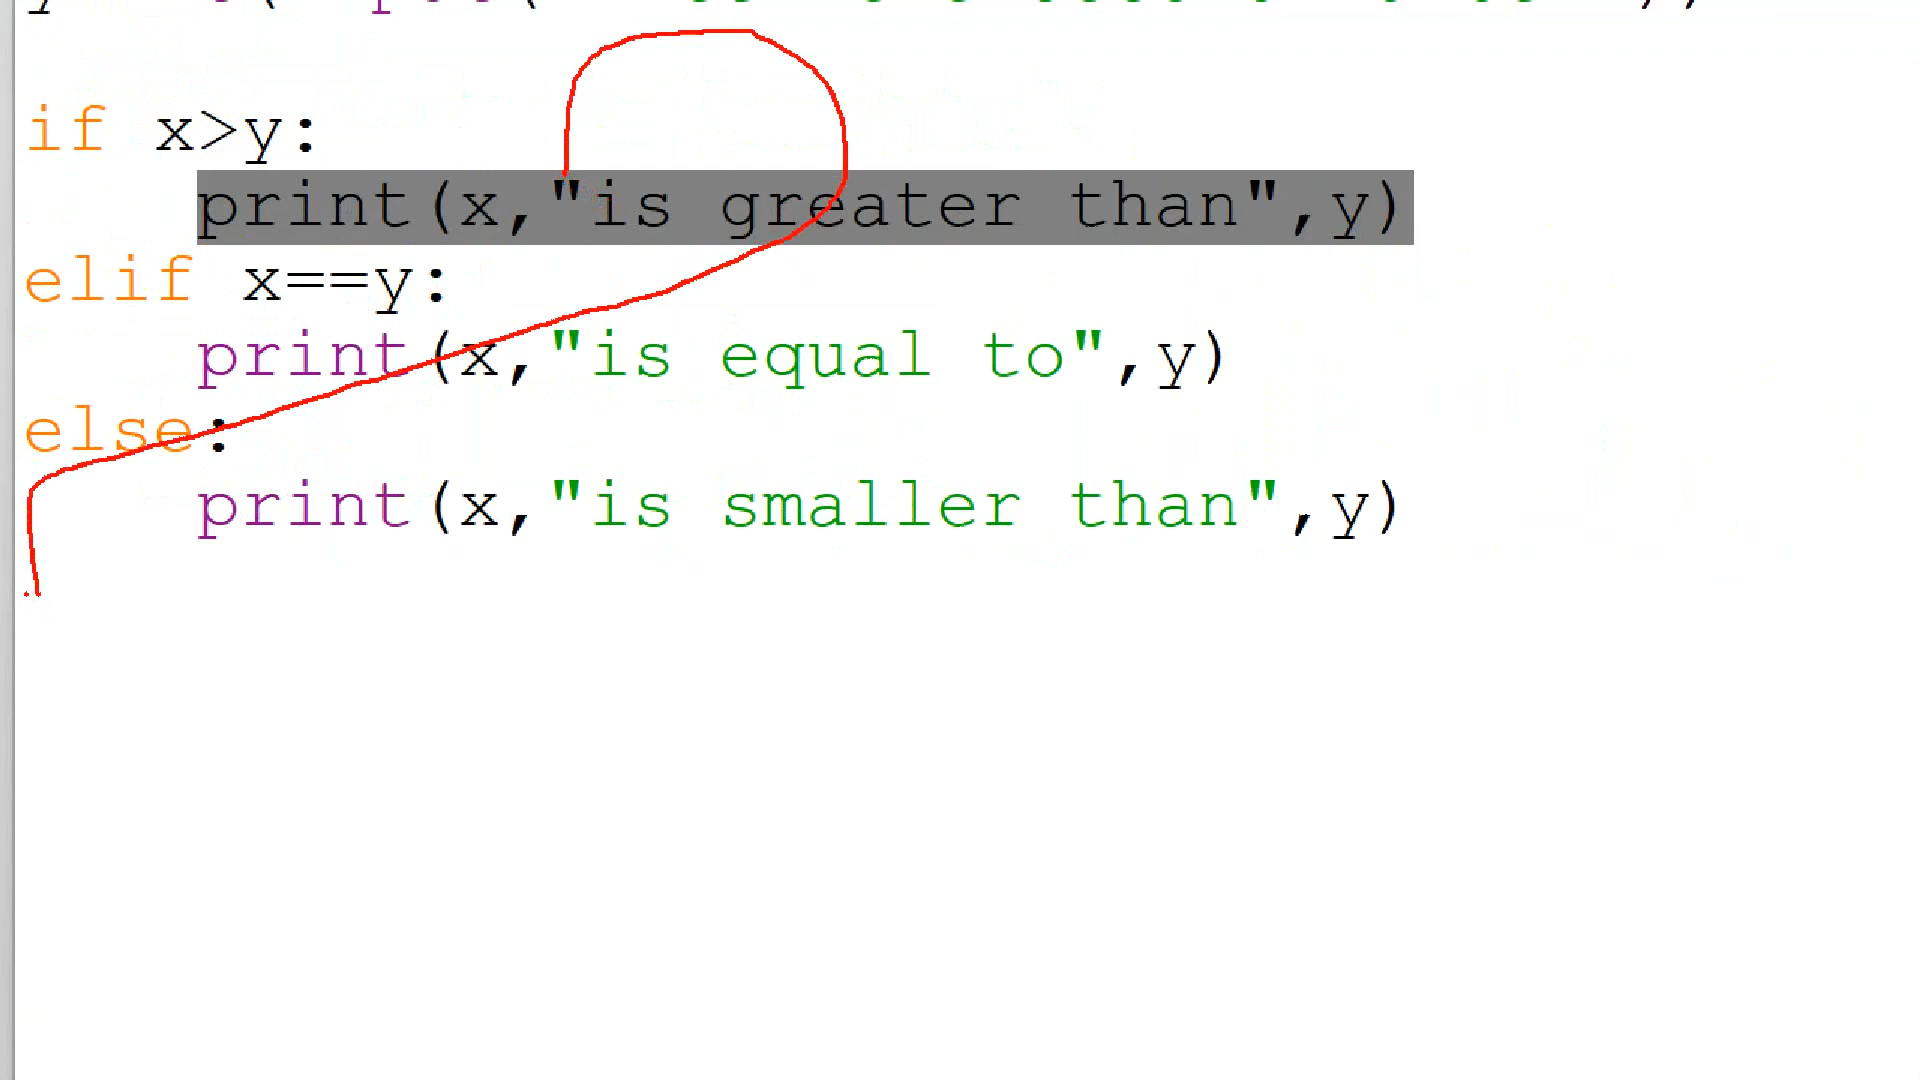 if x>y:
    print(x,"is greater than",y)
elif x==y:
    print(x,"is equal to",y)
else:
    print(x,"is smaller than",y)